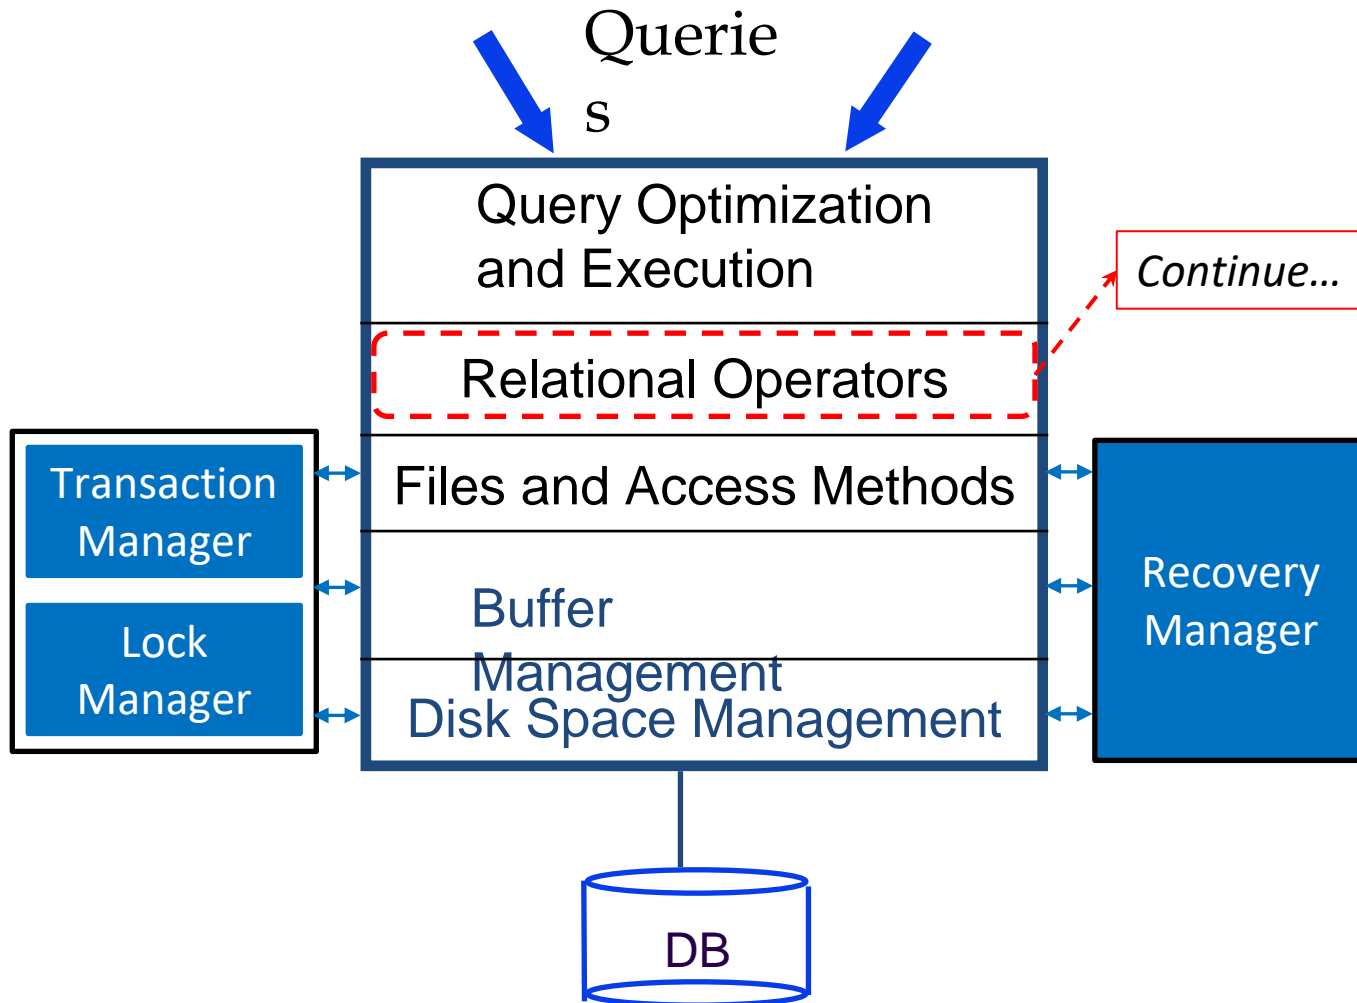 Querie
s
Query Optimization
and Execution
Continue…
Relational Operators
Transaction
Manager
Files and Access Methods
Lock
Manager
Buffer
Management
Recovery
Manager
Disk Space Management
DB